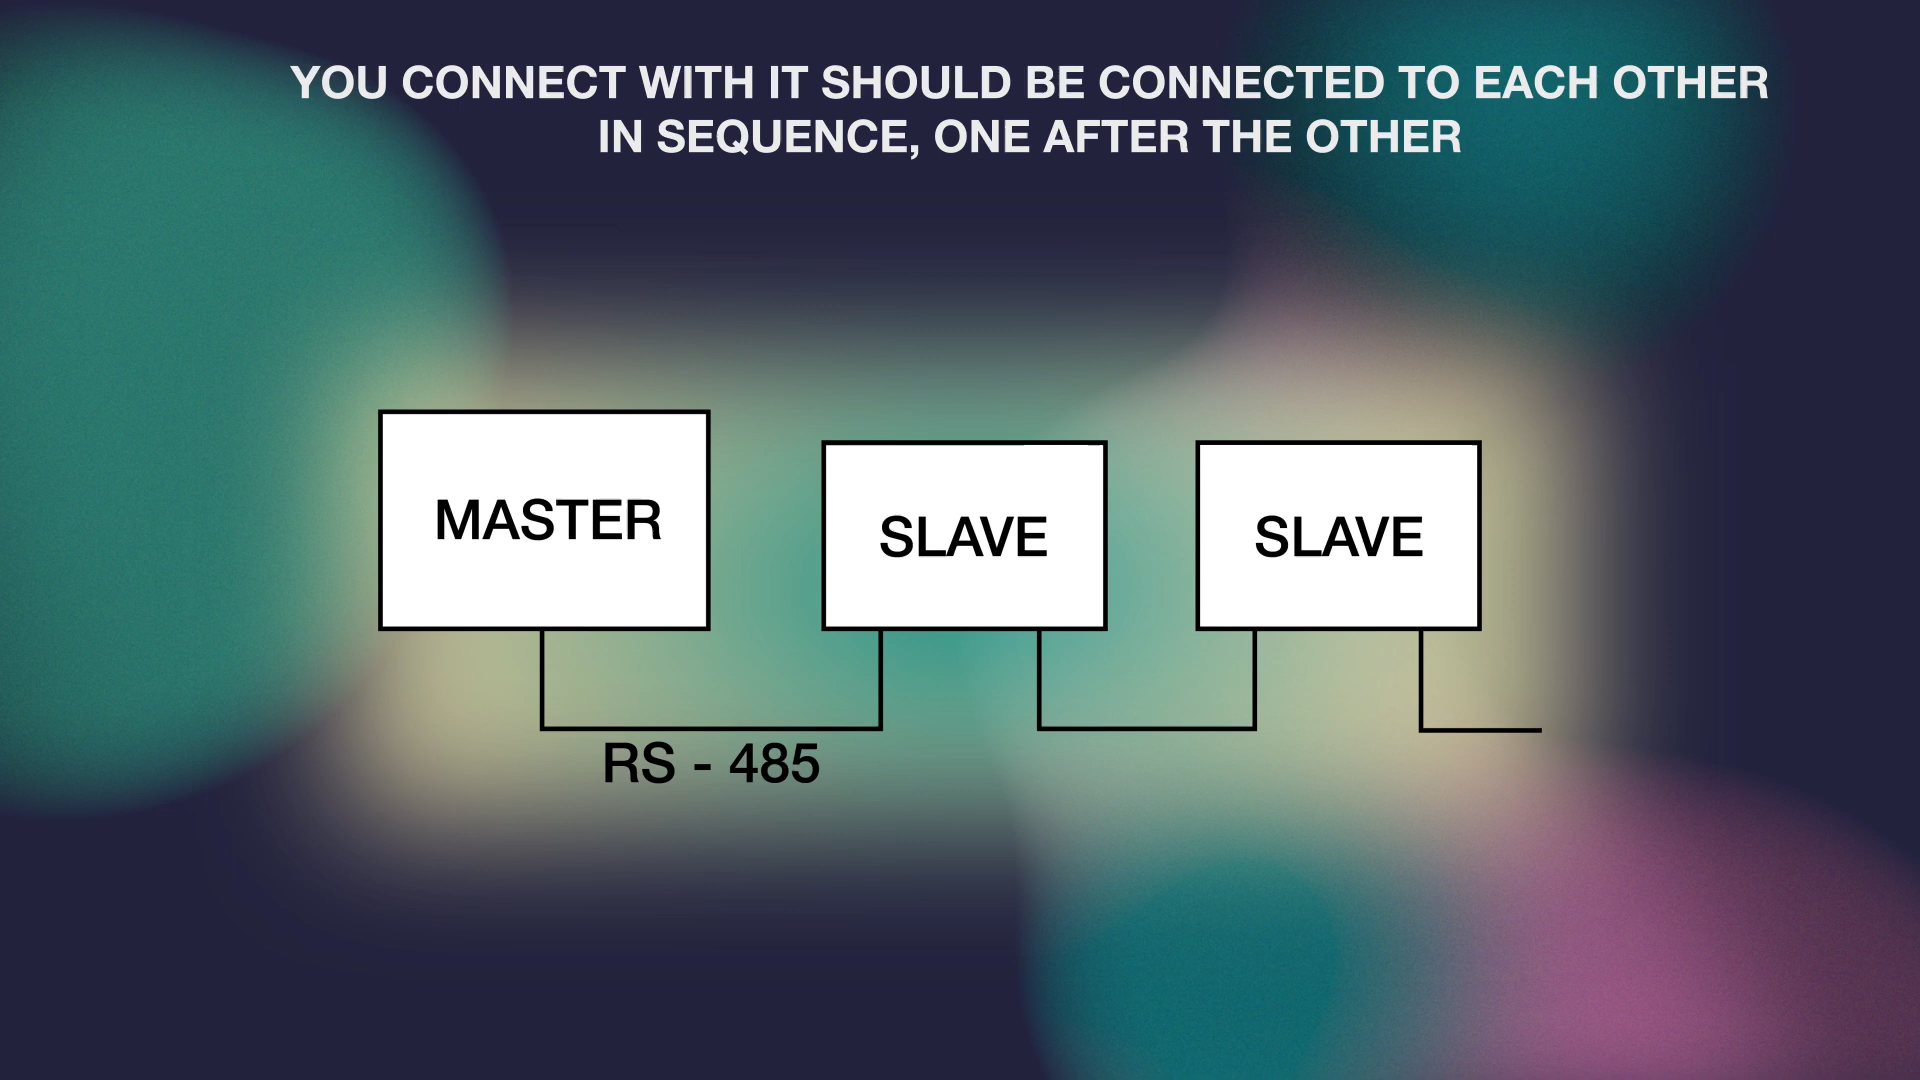 YOU CONNECT WITH IT SHOULD BE CONNECTED TO EACH OTHER
IN SEQUENCE, ONE AFTER THE OTHER
MASTER
SLAVE
SLAVE
RS - 485